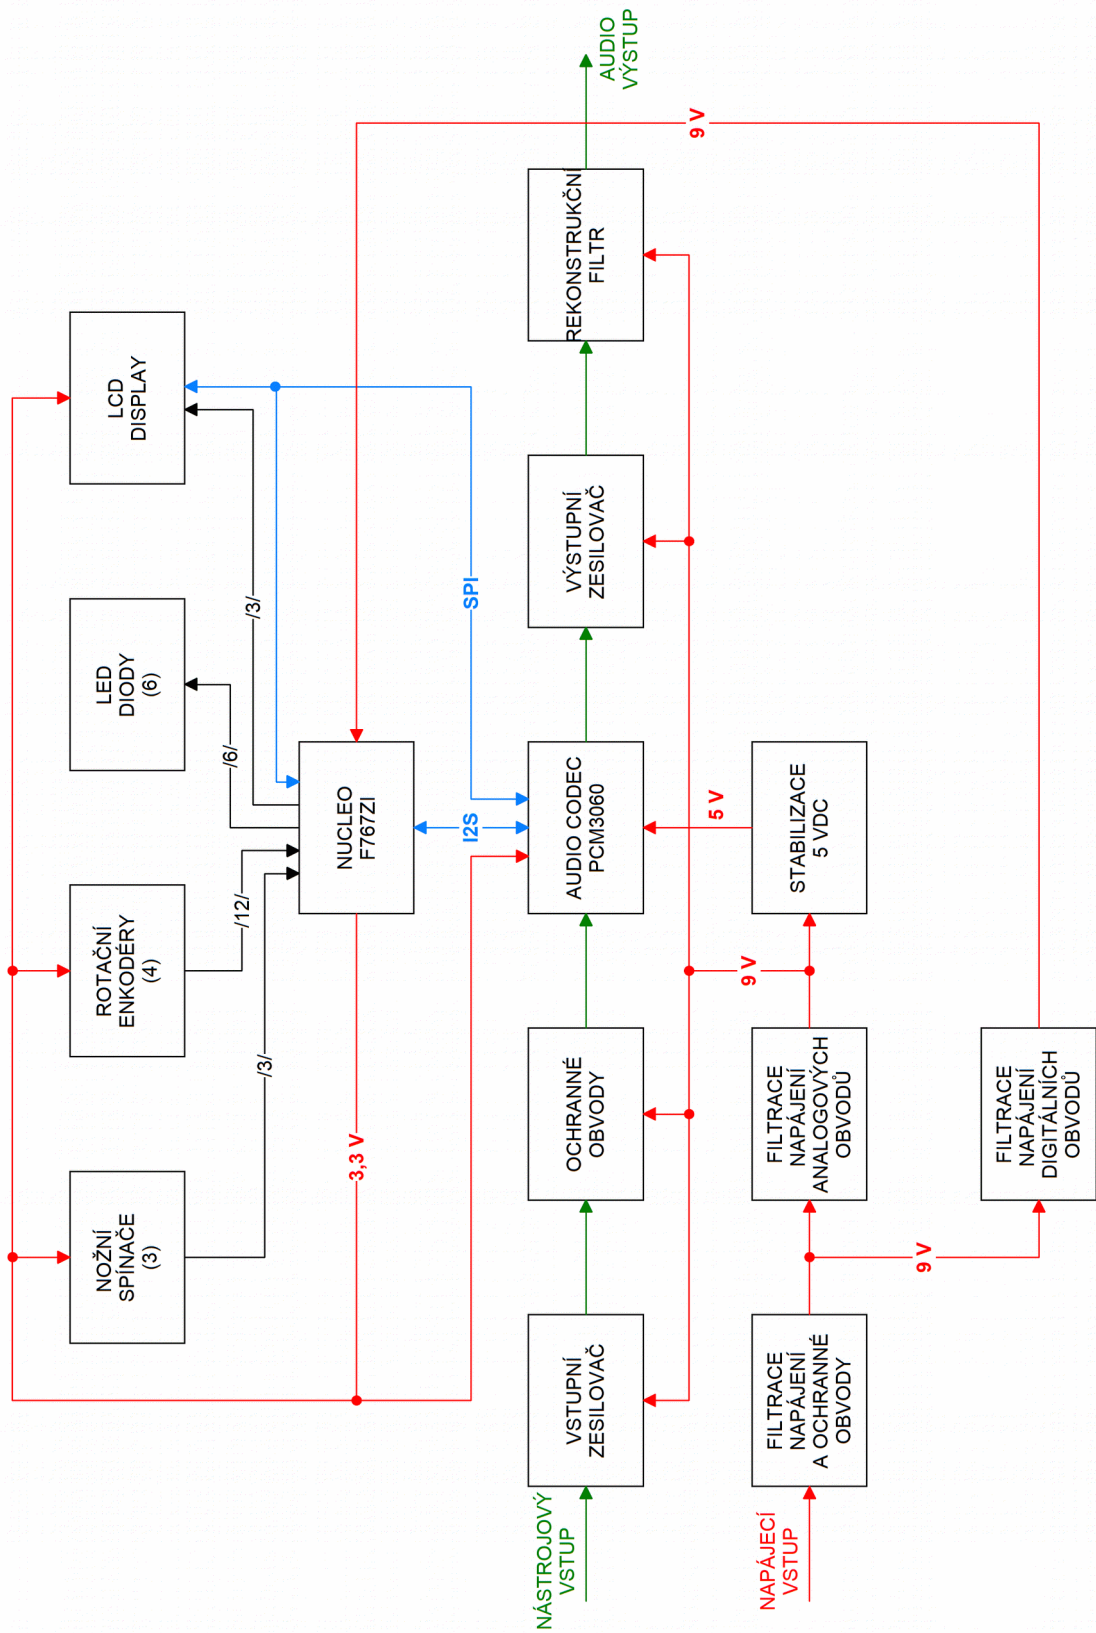 NOŽNÍ
SPÍNAČE
(3)
ROTAČNÍ
ENKODÉRY
(4)
LED
DIODY
(6)
LCD
DISPLAY
/3/
/12/
/6/
/3/
NUCLEO
F767ZI
3,3 V
I2S
SPI
NÁSTROJOVÝ
VSTUP
VSTUPNÍ
ZESILOVAČ
OCHRANNÉ
OBVODY
AUDIO CODEC
PCM3060
VÝSTUPNÍ
ZESILOVAČ
REKONSTRUKČNÍ
FILTR
AUDIO
VÝSTUP
9 V
5 V
9 V
NAPÁJECÍ
VSTUP
FILTRACE
NAPÁJENÍ
A OCHRANNÉ
OBVODY
FILTRACE
NAPÁJENÍ
ANALOGOVÝCH
OBVODŮ
STABILIZACE
5 VDC
9 V
FILTRACE
NAPÁJENÍ
DIGITÁLNÍCH
OBVODŮ